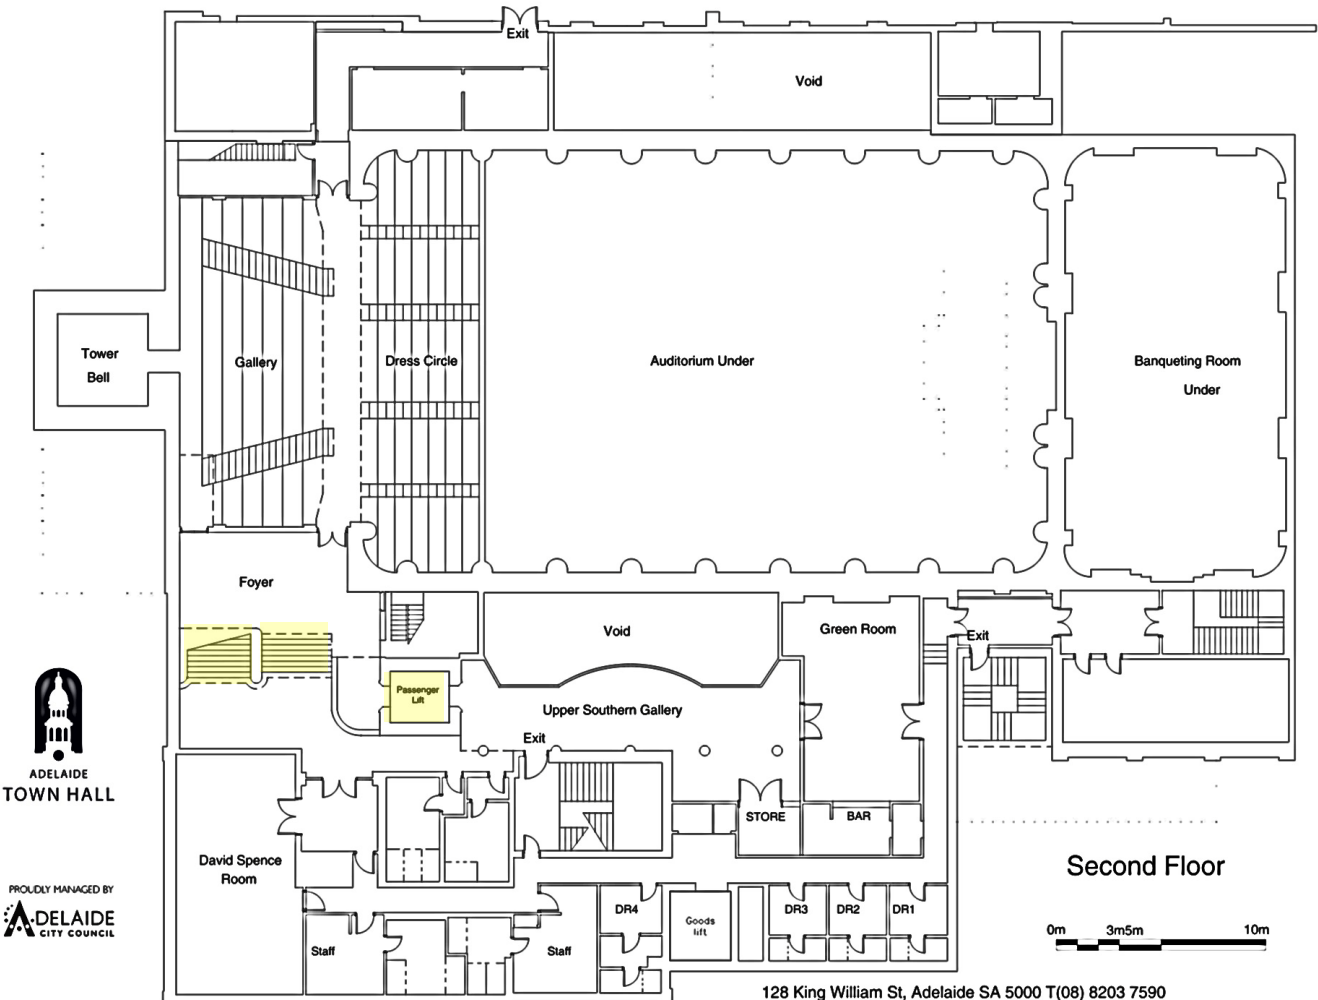 Exit
Void
Tower
Bell
Gallery
Dress Circle
Auditorium Under
Banqueting Room
Under
Foyer
Void
Green Room
Exit
Passenger
Lift
Upper Southern Gallery
Exit
STORE
BAR
David Spence
Room
Staff
Staff
DR4
Goods
lift
DR3
DR2
DR1
ADELAIDE
TOWN HALL
PROUDLY MANAGED BY
ADELAIDE
CITY COUNCIL
Second Floor
0m
3m5m
10m
128 King William St, Adelaide SA 5000 T(08) 8203 7590